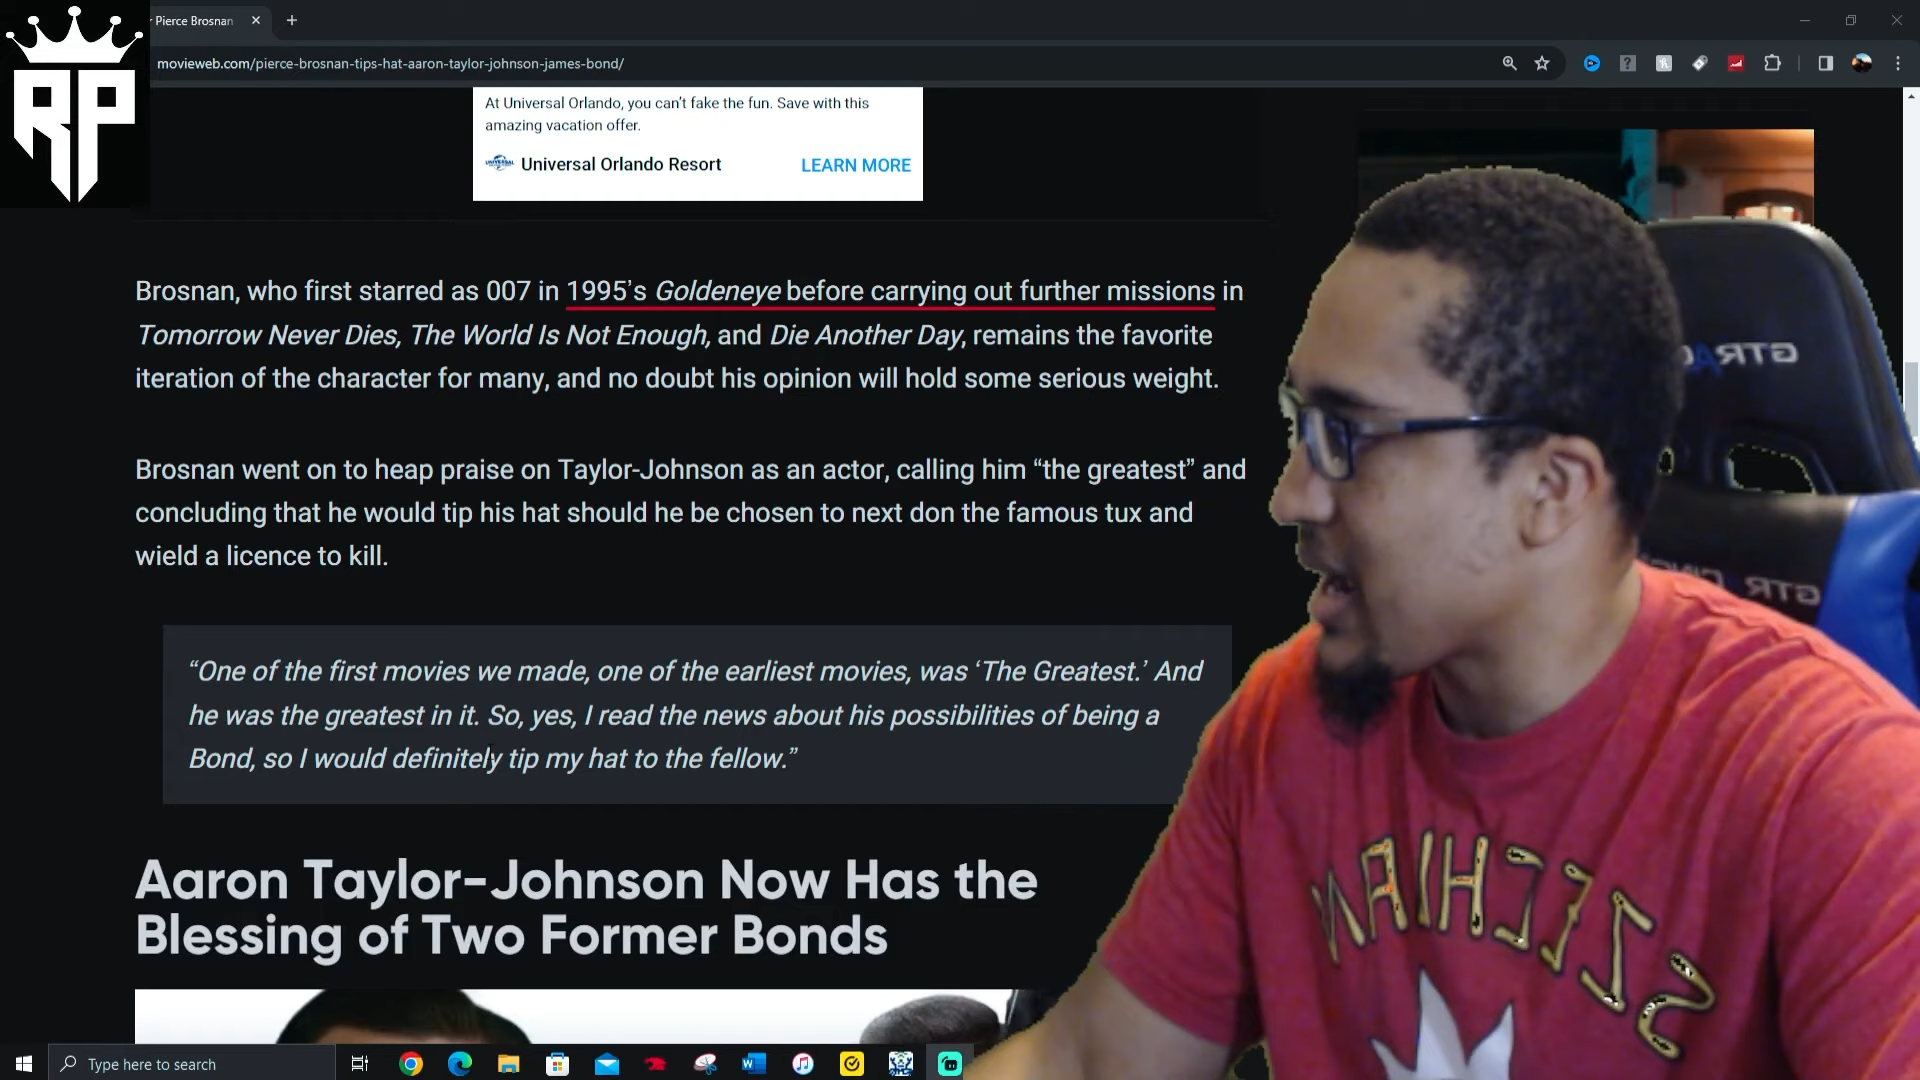 Pierce Brosnan
movieweb.com/pierce-brosnan-tips-hat-aaron-taylor-johnson-james-bond/
RP
At Universal Orlando, you can't fake the fun. Save with this
amazing vacation offer.
UNIVERSAL
Universal Orlando Resort
LEARN MORE
Brosnan, who first starred as 007 in 1995's Goldeneye before carrying out further missions in
Tomorrow Never Dies, The World Is Not Enough, and Die Another Day, remains the favorite
iteration of the character for many, and no doubt his opinion will hold some serious weight.
Brosnan went on to heap praise on Taylor-Johnson as an actor, calling him “the greatest” and
concluding that he would tip his hat should he be chosen to next don the famous tux and
wield a licence to kill.
“One of the first movies we made, one of the earliest movies, was ‘The Greatest.’ And
he was the greatest in it. So, yes, I read the news about his possibilities of being a
Bond, so I would definitely tip my hat to the fellow.”
Aaron Taylor-Johnson Now Has the
Blessing of Two Former Bonds
GTR
GTR
Type here to search